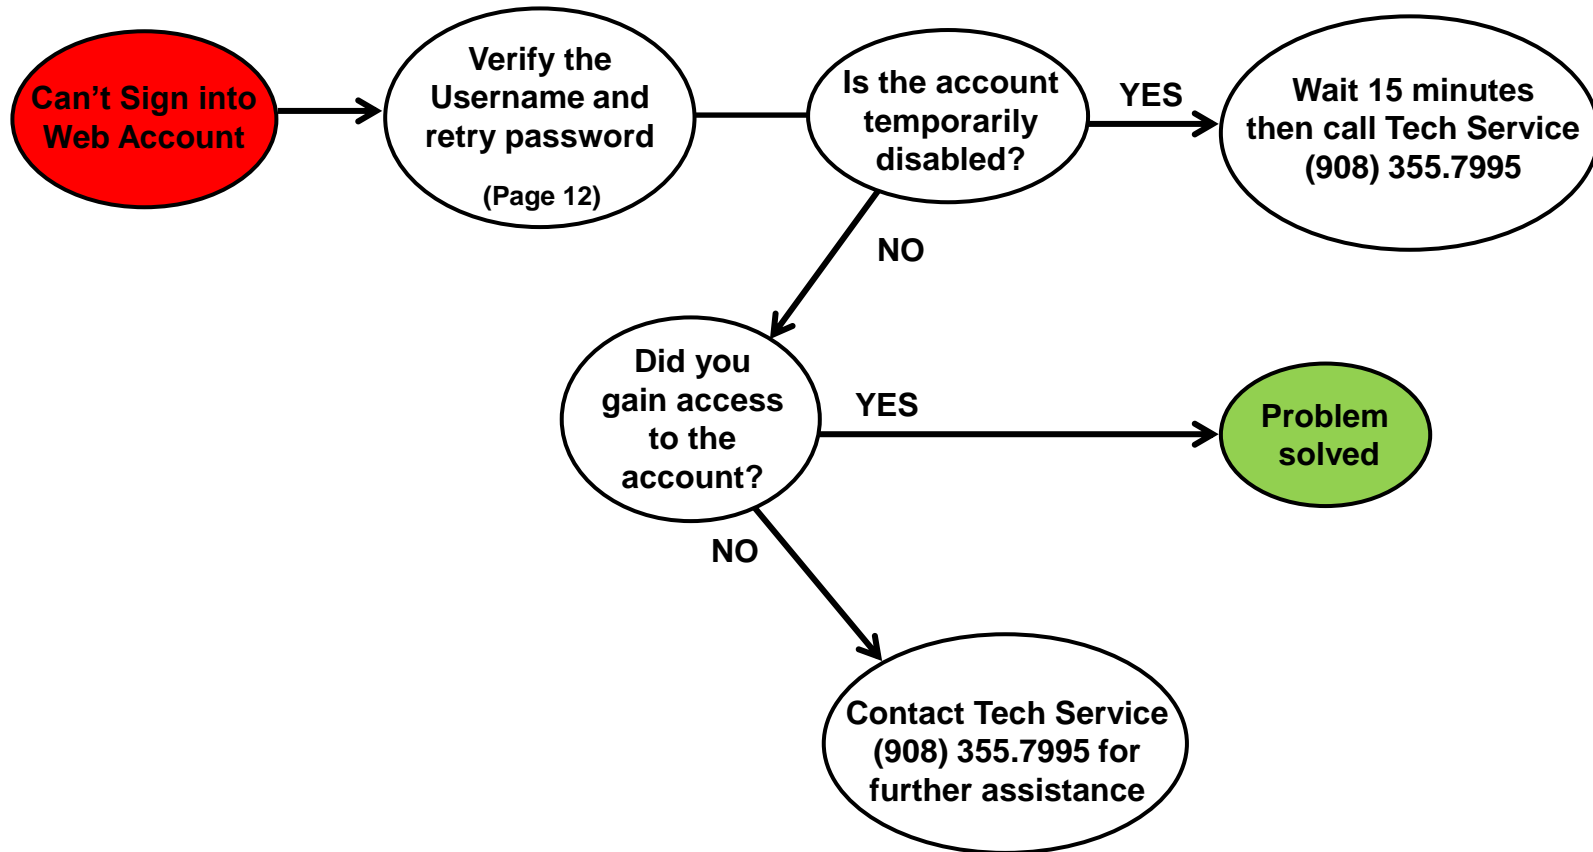 Can’t Sign into
Web Account
Verify the
Username and
retry password
(Page 12)
Is the account
temporarily
disabled?
YES
Wait 15 minutes
then call Tech Service
(908) 355.7995
NO
Did you
gain access
to the
account?
YES
Problem
solved
NO
Contact Tech Service
(908) 355.7995 for
further assistance